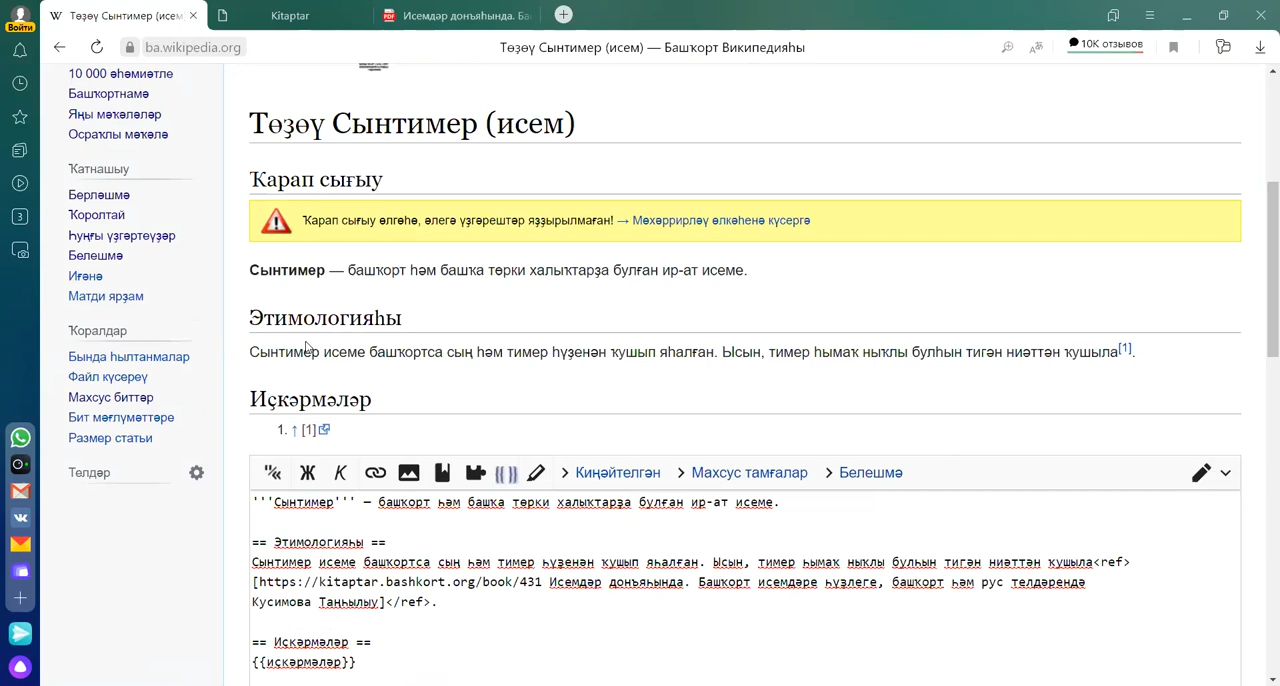 Войти
Төҙөү Сынтимер (исем
Kitaptar
PDF
Исемдәр донъяһында. Ба
ba.wikipedia.org
Төҙөү Сынтимер (исем) — Башҡорт Википедияһы
10K отзывов
3
10 000 әһәмиәтле
Башҡортнамә
Яңы мәҡәләләр
Осраҡлы мәҡәлә
Ҡатнашыу
Берләшмә
Ҡоролтай
Һуңғы үҙгәртеүҙәр
Белешмә
Иғәнә
Матди ярҙам
Ҡоралдар
Бында һылтанмалар
Файл күсереү
Махсус биттәр
Бит мәғлүмәттәре
Размер статьи
Телдәр
Төҙөү Сынтимер (исем)
Ҡарап сығыу
Ҡарап сығыу өлгөһө, әлегә үҙгәрештәр яҙҙырылмаған! → Мөхәррирләү өлкәһенә күсергә
Сынтимер — башҡорт һәм башҡа төрки халыҡтарҙа булған ир-ат исеме.
Этимологияһы
Сынтимер исеме башҡортса сың һәм тимер һүҙенән ҡушып яһалған. Ысын, тимер һымаҡ ныҡлы булһын тигән ниәттән ҡушыла[1].
Иҫкәрмәләр
1. ↑ [1]
Ж К Киңәйтелгән Махсус тамғалар Белешмә
'''Сынтимер''' — башҡорт һәм башҡа төрки халыҡтарҙа булған ир-ат исеме.
== Этимологияһы ==
Сынтимер исеме башҡортса сың һәм тимер һүҙенән ҡушып яһалған. Ысын, тимер һымаҡ ныҡлы булһын тигән ниәттән ҡушыла<ref>
[https://kitaptar.bashkort.org/book/431 Исемдәр донъяһында. Башҡорт исемдәре һүҙлеге, башҡорт һәм рус телдәрендә
Кусимова Таңһылыу]</ref>.
== Иҫкәрмәләр ==
{{иҫкәрмәләр}}